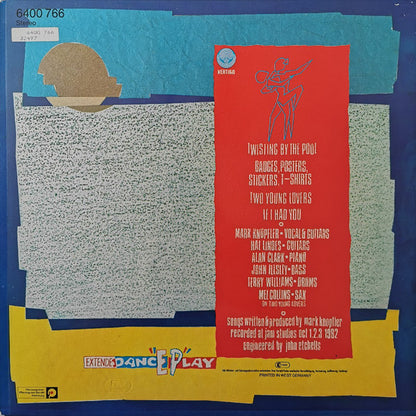 6400 766
Stereo
6400 766
VERTIGO
TWISTING BY THE POOL
BADGES, POSTERS,
STICKERS, T-SHIRTS
TWO YOUNG LOVERS
IF I HAD YOU
MARK KNOPFLER • VOCAL & GUITARS
HAL LINDES • GUITARS
ALAN CLARK • PIANO
JOHN ILLSLEY • BASS
TERRY WILLIAMS • DRUMS
MEL COLLINS • SAX
ON TWO YOUNG LOVERS
songs written & produced by mark knopfler
recorded at jam studios oct 1 2 3 1982
engineered by john etchells
EXTENDED DANCE "EP" PLAY
PRINTED IN WEST GERMANY